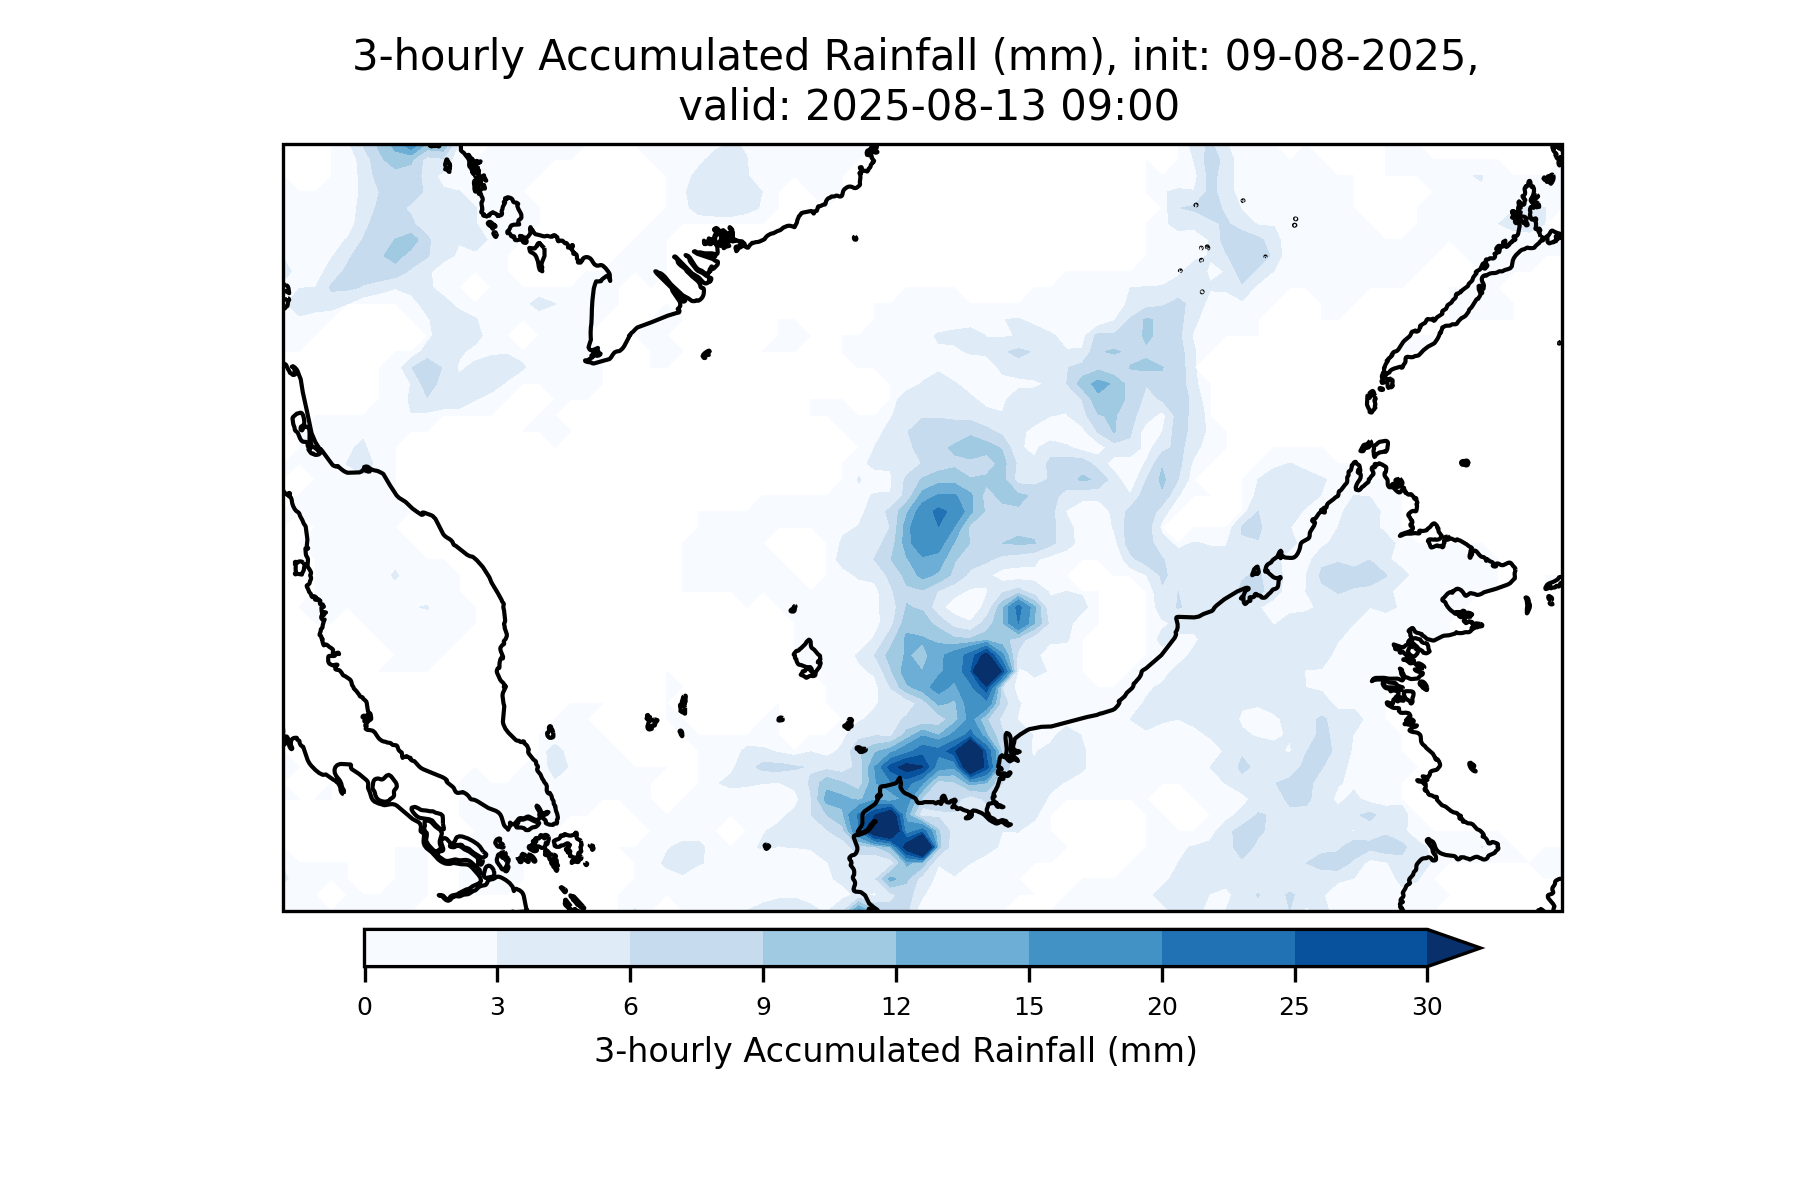 3-hourly Accumulated Rainfall (mm), init: 09-08-2025,
valid: 2025-08-13 09:00
0 3 6 9 12 15 20 25 30
3-hourly Accumulated Rainfall (mm)